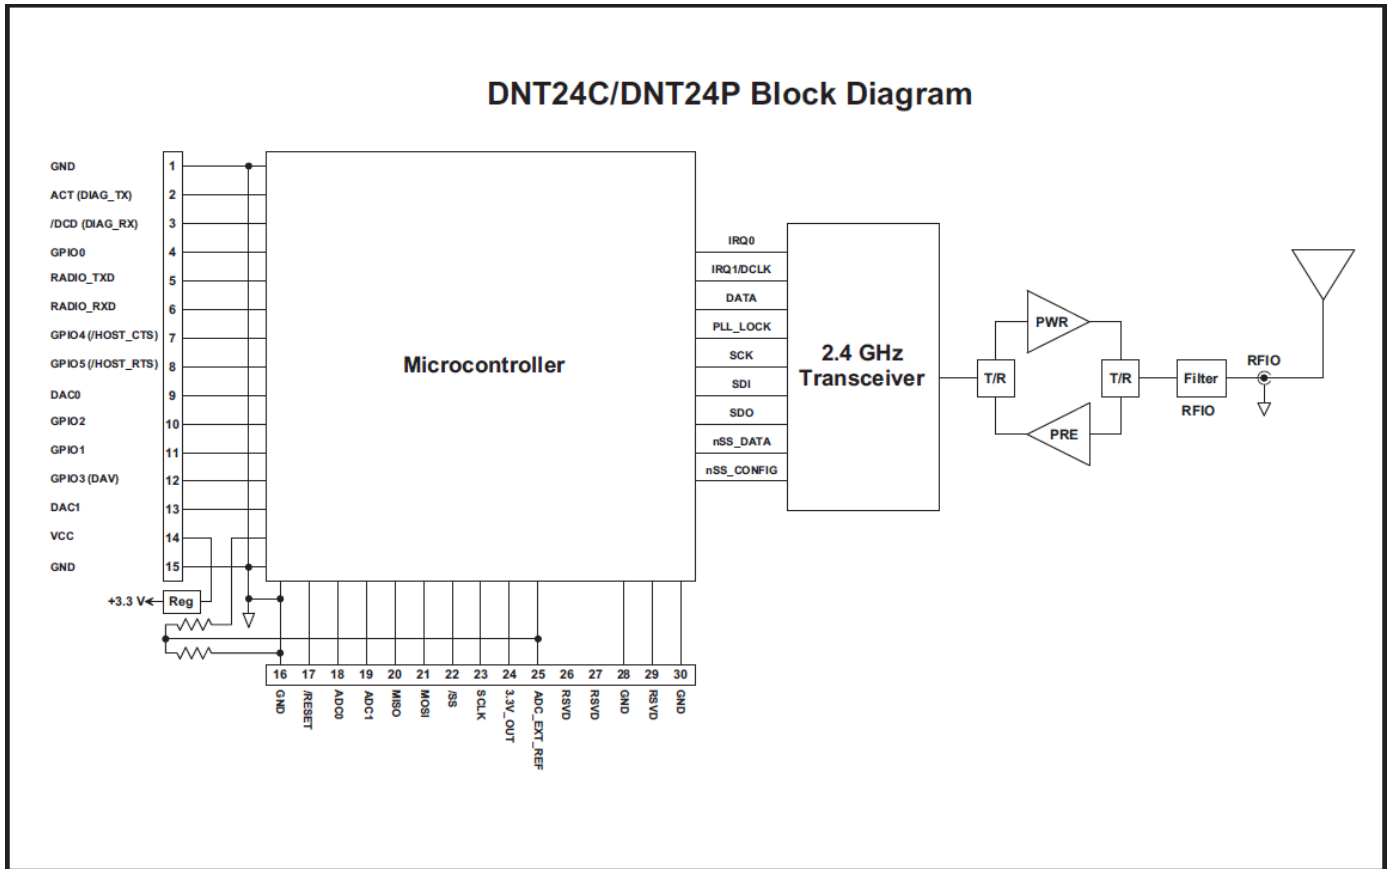 DNT24C/DNT24P Block Diagram
GND 1
ACT (DIAG_TX) 2
/DCD (DIAG_RX) 3
GPIO0 4
RADIO_TXD 5
RADIO_RXD 6
GPIO4 (/HOST_CTS) 7
GPIO5 (/HOST_RTS) 8
DAC0 9
GPIO2 10
GPIO1 11
GPIO3 (DAV) 12
DAC1 13
VCC 14
GND 15
+3.3 V
Reg
Microcontroller
IRQ0
IRQ1/DCLK
DATA
PLL_LOCK
SCK
SDI
SDO
nSS_DATA
nSS_CONFIG
2.4 GHz
Transceiver
T/R
PWR
PRE
T/R
Filter
RFIO
RFIO
16 17 18 19 20 21 22 23 24 25 26 27 28 29 30
GND
/RESET
ADC0
ADC1
MISO
MOSI
/SS
SCLK
3.3V_OUT
ADC_EXT_REF
RSVD
RSVD
GND
RSVD
GND